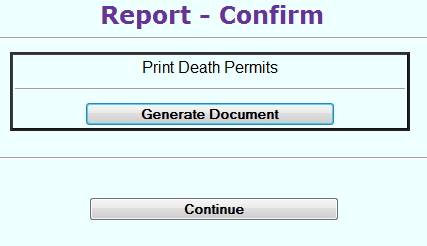 Report - Confirm
Print Death Permits
Generate Document
Continue